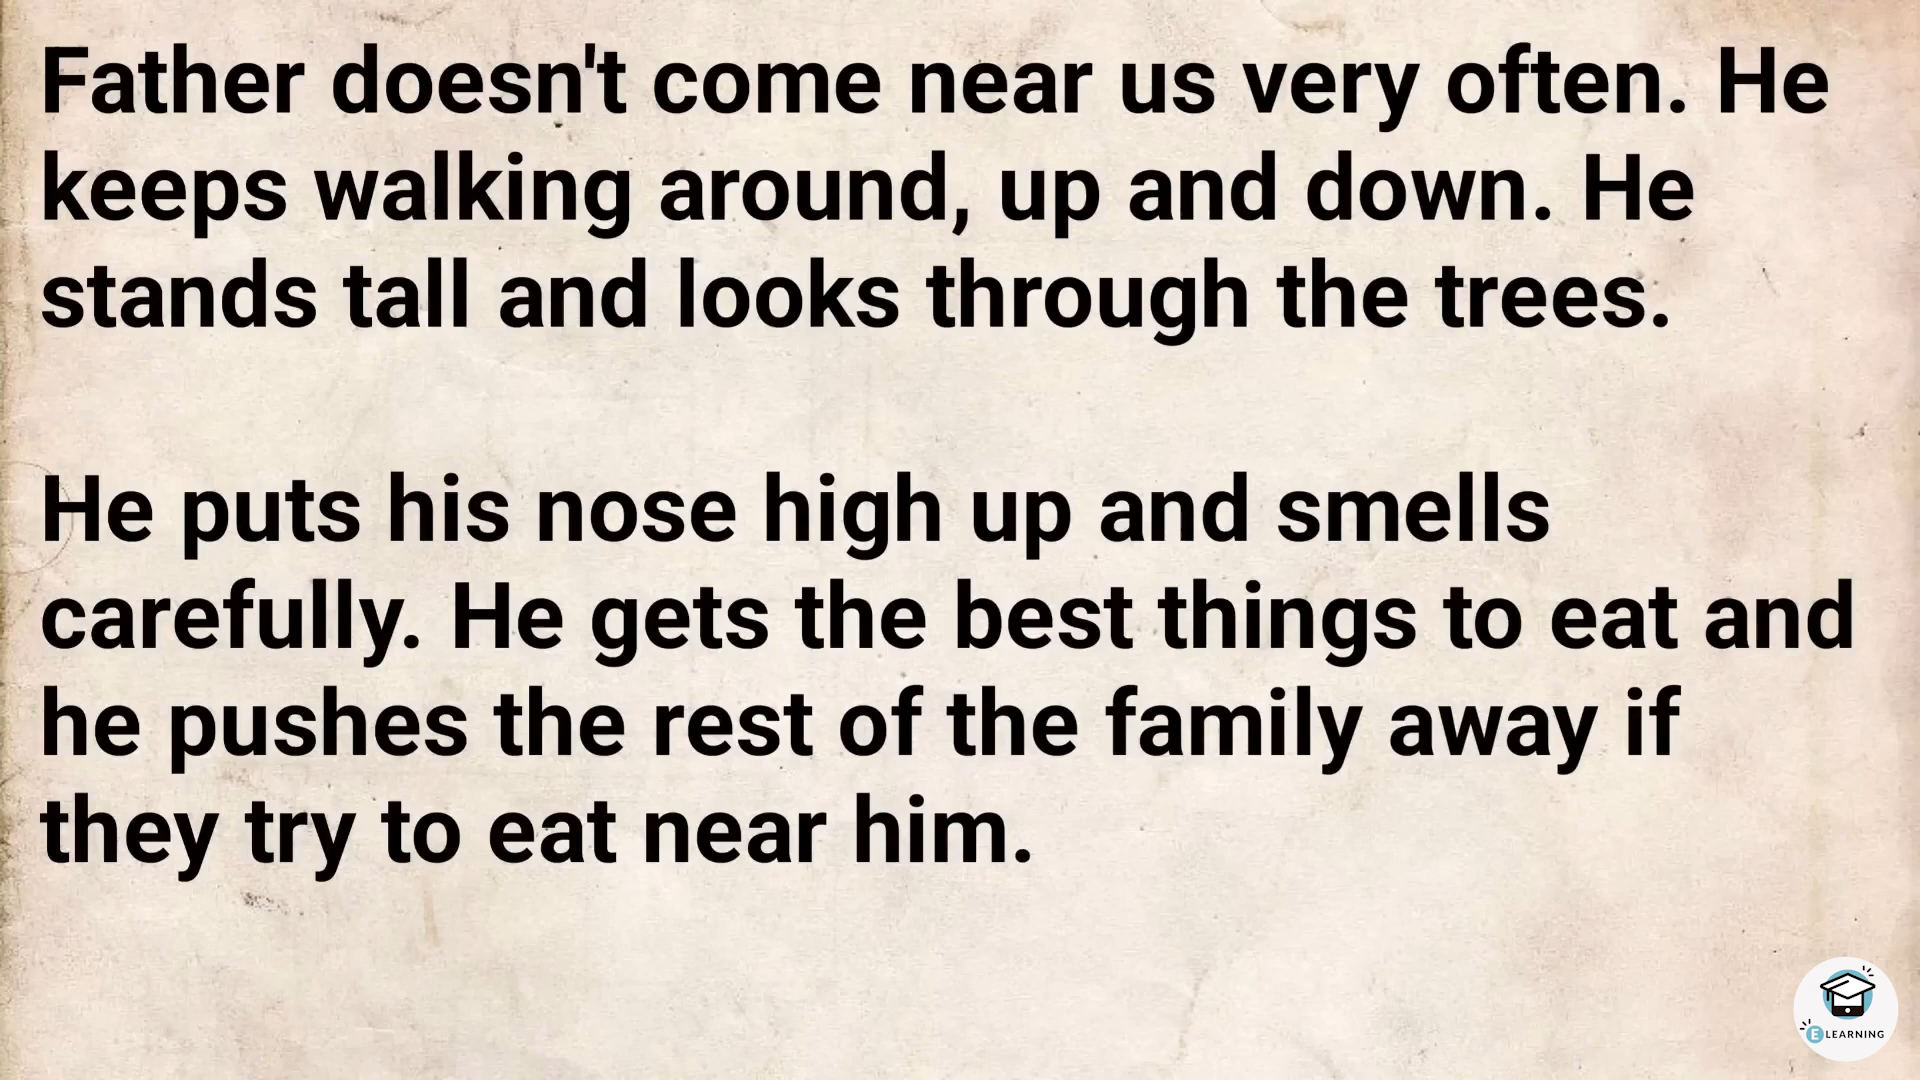 Father doesn't come near us very often. He
keeps walking around, up and down. He
stands tall and looks through the trees.
He puts his nose high up and smells
carefully. He gets the best things to eat and
he pushes the rest of the family away if
they try to eat near him.
E LEARNING